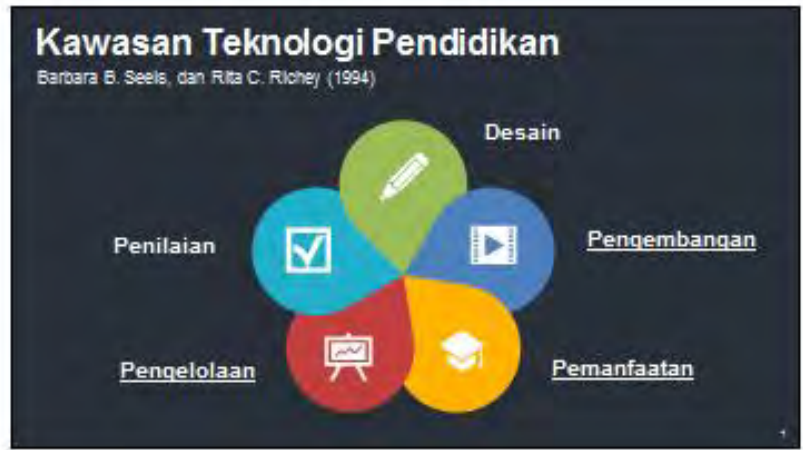 Kawasan Teknologi Pendidikan
Barbara B. Seels, dan Rita C. Richey (1994)
Desain
Penilaian
Pengembangan
Pengelolaan
Pemanfaatan